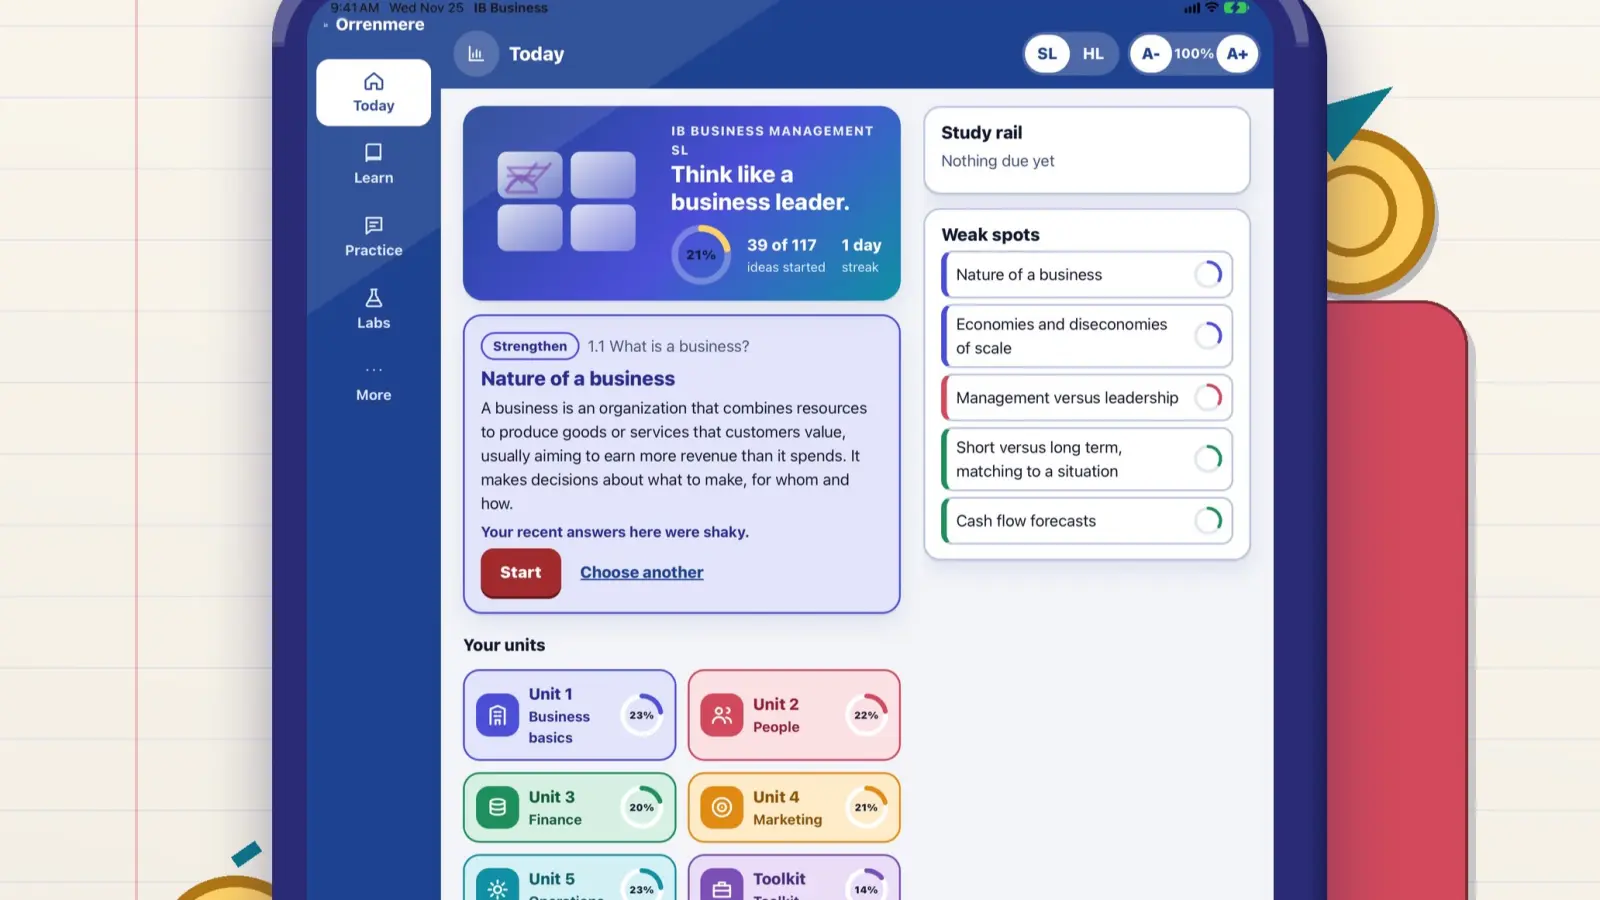 9:41 AM Wed Nov 25 IB Business
Orrenmere
Today
Learn
Practice
Labs
More
Today
SL HL A- 100% A+
IB BUSINESS MANAGEMENT
SL
Think like a
business leader.
21%
39 of 117
ideas started
1 day
streak
Strengthen 1.1 What is a business?
Nature of a business
A business is an organization that combines resources
to produce goods or services that customers value,
usually aiming to earn more revenue than it spends. It
makes decisions about what to make, for whom and
how.
Your recent answers here were shaky.
Start Choose another
Your units
Unit 1
Business
basics
23%
Unit 2
People
22%
Unit 3
Finance
20%
Unit 4
Marketing
21%
Unit 5
Operations
23%
Toolkit
Toolkit
14%
Study rail
Nothing due yet
Weak spots
Nature of a business
Economies and diseconomies
of scale
Management versus leadership
Short versus long term,
matching to a situation
Cash flow forecasts